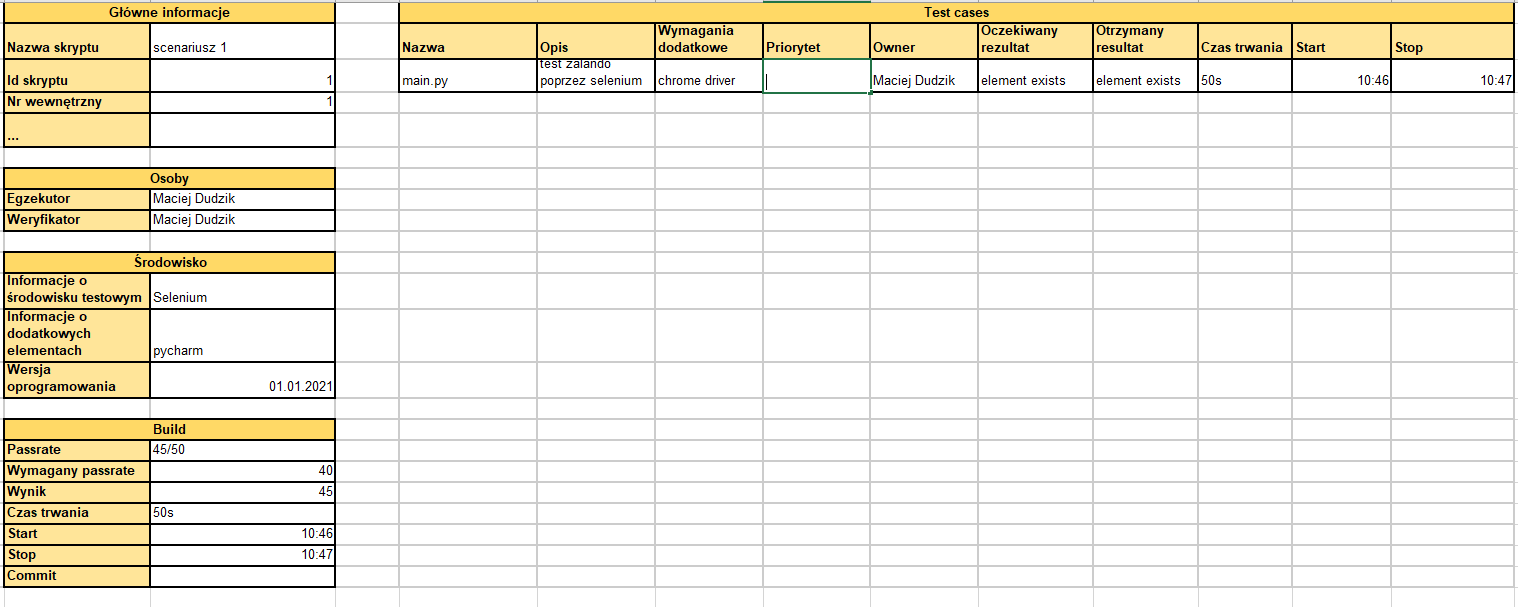 Główne informacje
Nazwa skryptu scenariusz 1
Id skryptu 1
Nr wewnętrzny 1
...
Osoby
Egzekutor Maciej Dudzik
Weryfikator Maciej Dudzik
Środowisko
Informacje o
środowisku testowym Selenium
Informacje o
dodatkowych
elementach pycharm
Wersja
oprogramowania 01.01.2021
Build
Passrate 45/50
Wymagany passrate 40
Wynik 45
Czas trwania 50s
Start 10:46
Stop 10:47
Commit
Test cases
Nazwa
Opis
Wymagania
dodatkowe
Priorytet
Owner
Oczekiwany
rezultat
Otrzymany
resultat
Czas trwania
Start
Stop
main.py
test zalando
poprzez selenium
chrome driver
Maciej Dudzik
element exists
element exists
50s
10:46
10:47